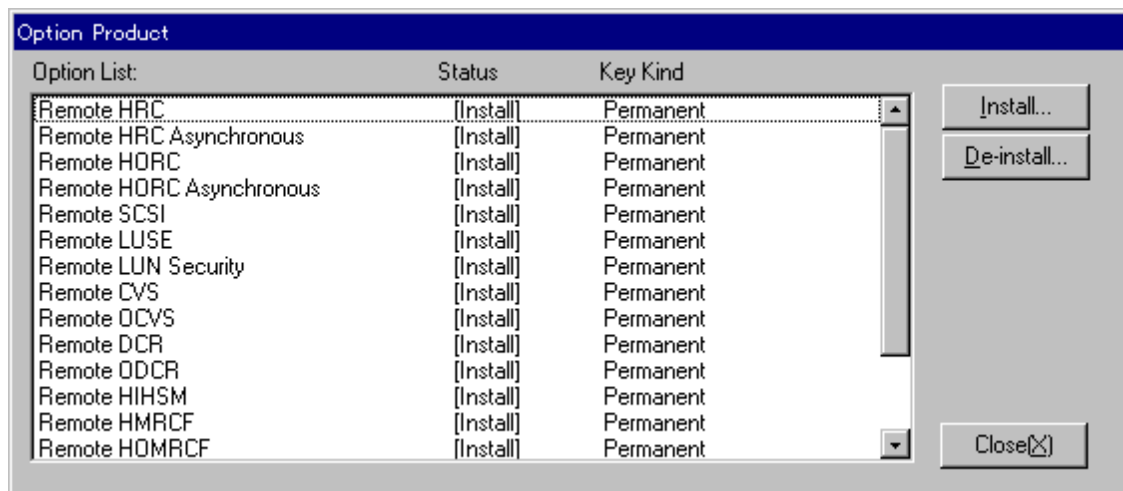 Option Product
Option List: Status Key Kind
Remote HRC [Install] Permanent
Remote HRC Asynchronous [Install] Permanent
Remote HORC [Install] Permanent
Remote HORC Asynchronous [Install] Permanent
Remote SCSI [Install] Permanent
Remote LUSE [Install] Permanent
Remote LUN Security [Install] Permanent
Remote CVS [Install] Permanent
Remote OCVS [Install] Permanent
Remote DCR [Install] Permanent
Remote ODCR [Install] Permanent
Remote HIHSM [Install] Permanent
Remote HMRCF [Install] Permanent
Remote HOMRCF [Install] Permanent
Install...
De-install...
Close(X)